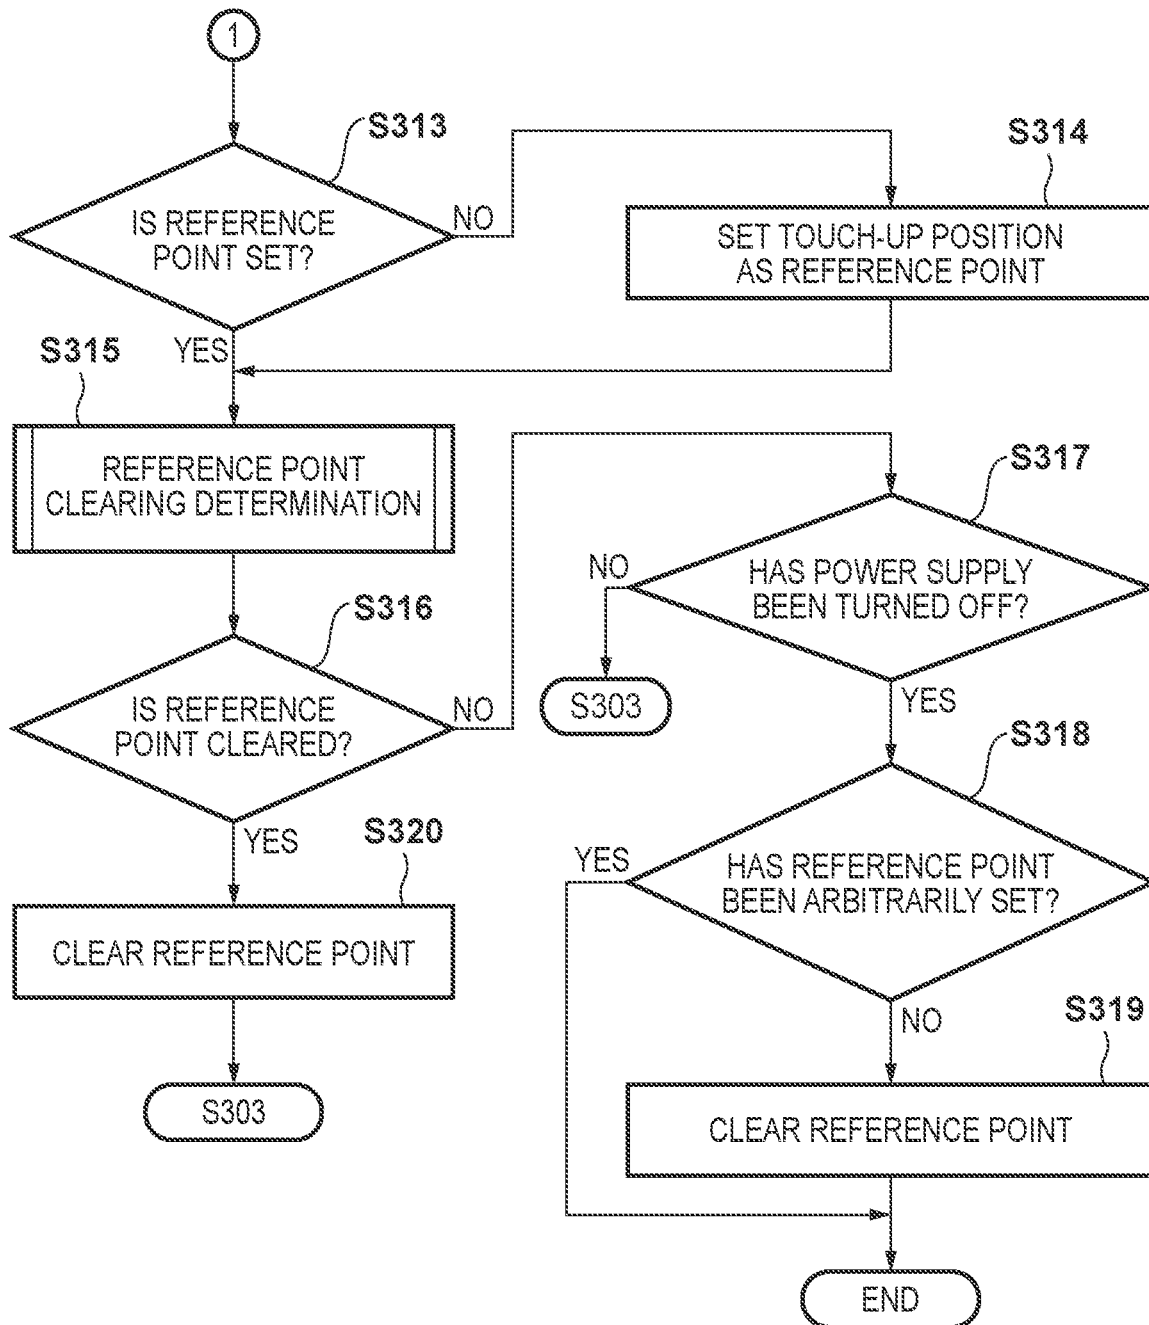 1
S313
IS REFERENCE
POINT SET?
NO
YES
S314
SET TOUCH-UP POSITION
AS REFERENCE POINT
S315
REFERENCE POINT
CLEARING DETERMINATION
S316
IS REFERENCE
POINT CLEARED?
NO
YES
S317
HAS POWER SUPPLY
BEEN TURNED OFF?
NO
S303
YES
S318
HAS REFERENCE POINT
BEEN ARBITRARILY SET?
YES
NO
S320
CLEAR REFERENCE POINT
S303
S319
CLEAR REFERENCE POINT
END